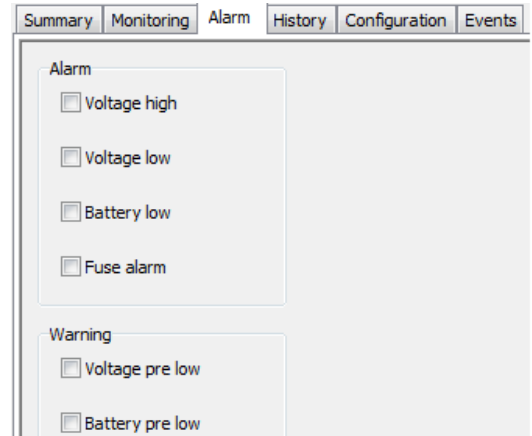 Summary Monitoring Alarm History Configuration Events
Alarm
Voltage high
Voltage low
Battery low
Fuse alarm
Warning
Voltage pre low
Battery pre low